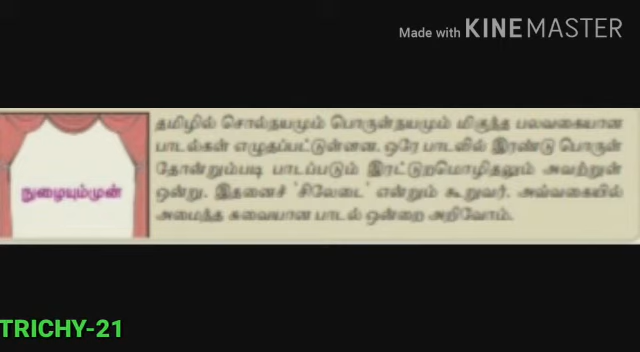 Made with KINEMASTER
தமிழில் சொல்நயமும் பொருள்நயமும் மிகுந்த பலவகையான
பாடல்கள் எழுதப்பட்டுள்ளன. ஒரே பாடலில் இரண்டு பொருள்
தோன்றும்படி பாடப்படும் இரட்டுறமொழிதலும் அவற்றுள்
நுழையுமுன்
ஒன்று. இதனைச் 'சிலேடை' என்றும் கூறுவர். அவ்வகையில்
அமைந்த சுவையான பாடல் ஒன்றை அறிவோம்.
TRICHY-21